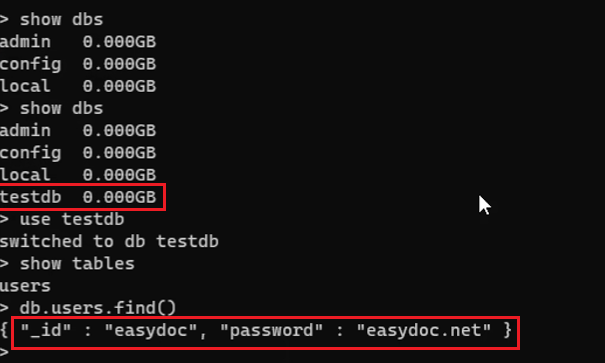 > show dbs
admin   0.000GB
config  0.000GB
local   0.000GB
> show dbs
admin   0.000GB
config  0.000GB
local   0.000GB
testdb  0.000GB
> use testdb
switched to db testdb
> show tables
users
> db.users.find()
{ "_id" : "easydoc", "password" : "easydoc.net" }
>